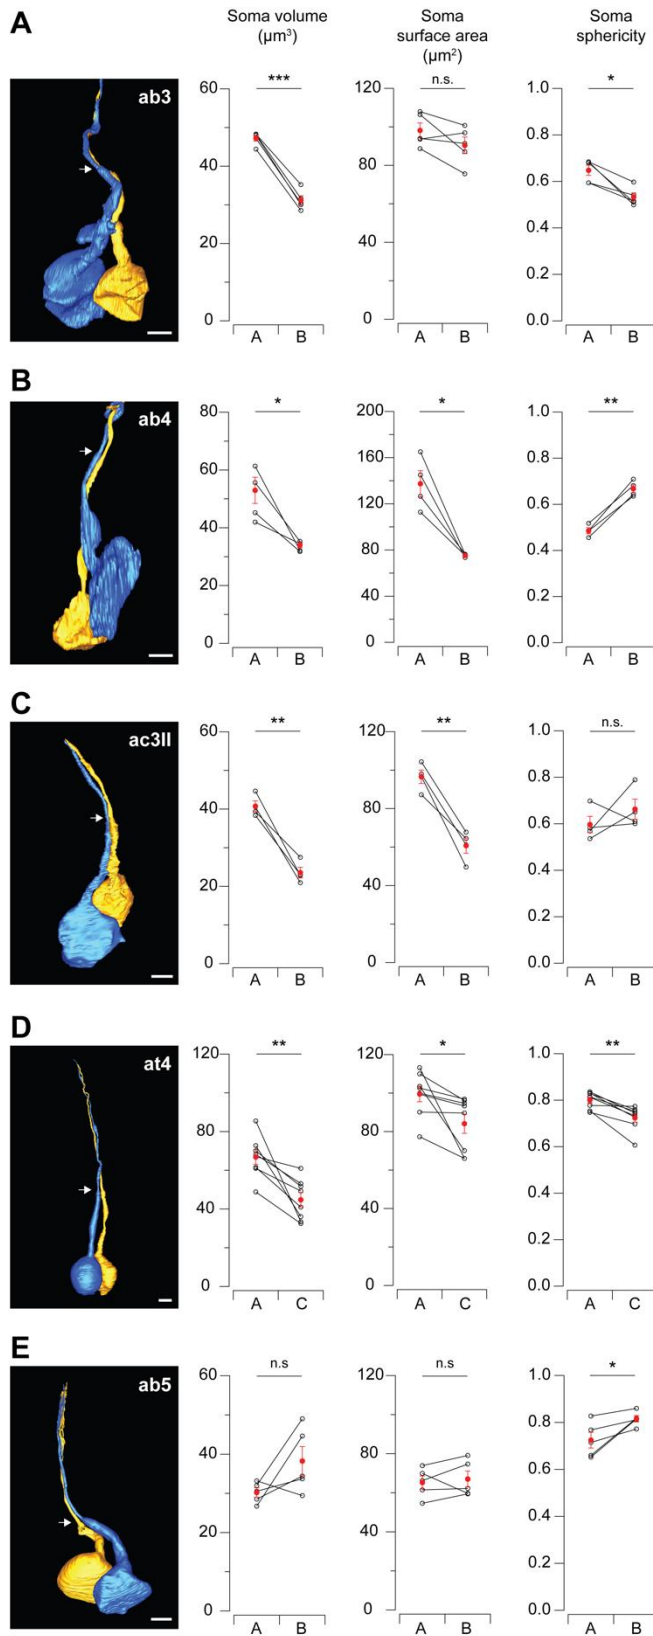 A
Soma volume
(µm³)
Soma
surface area
(µm²)
Soma
sphericity
ab3
60
40
20
0
***
A B
120
80
40
0
n.s.
A B
1.0
0.8
0.6
0.4
0.2
0.0
*
A B
B
ab4
80
60
40
20
0
*
A B
200
160
120
80
40
0
*
A B
1.0
0.8
0.6
0.4
0.2
0.0
**
A B
C
ac3II
60
40
20
0
**
A B
120
80
40
0
**
A B
1.0
0.8
0.6
0.4
0.2
0.0
n.s.
A B
D
at4
120
80
40
0
**
A C
120
80
40
0
*
A C
1.0
0.8
0.6
0.4
0.2
0.0
**
A C
E
ab5
60
40
20
0
n.s
A B
120
80
40
0
n.s
A B
1.0
0.8
0.6
0.4
0.2
0.0
*
A B